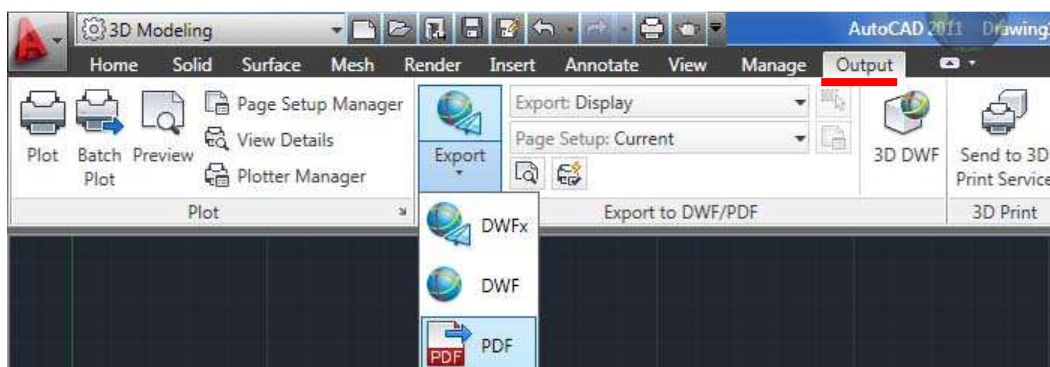 3D Modeling AutoCAD 2011 Drawing
Home Solid Surface Mesh Render Insert Annotate View Manage Output
Page Setup Manager Export: Display
View Details Page Setup: Current
Plot Batch Plot Preview Plotter Manager Export 3D DWF Send to 3D Print Service
Plot Export to DWF/PDF 3D Print
DWFx
DWF
PDF PDF